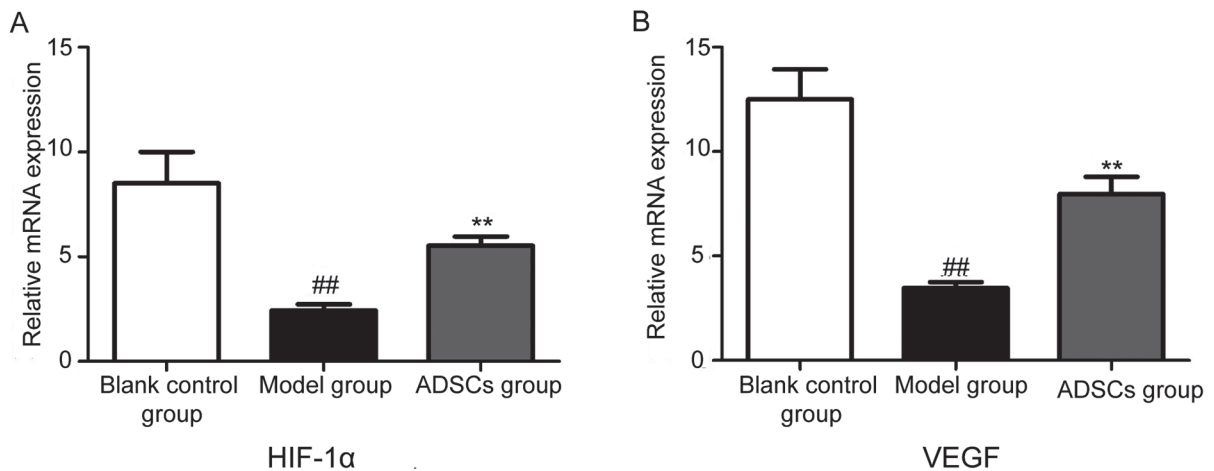 A
Relative mRNA expression
15
10
5
0
##
**
Blank control
group
Model group
ADSCs group
HIF-1α
B
Relative mRNA expression
15
10
5
0
##
**
Blank control
group
Model group
ADSCs group
VEGF